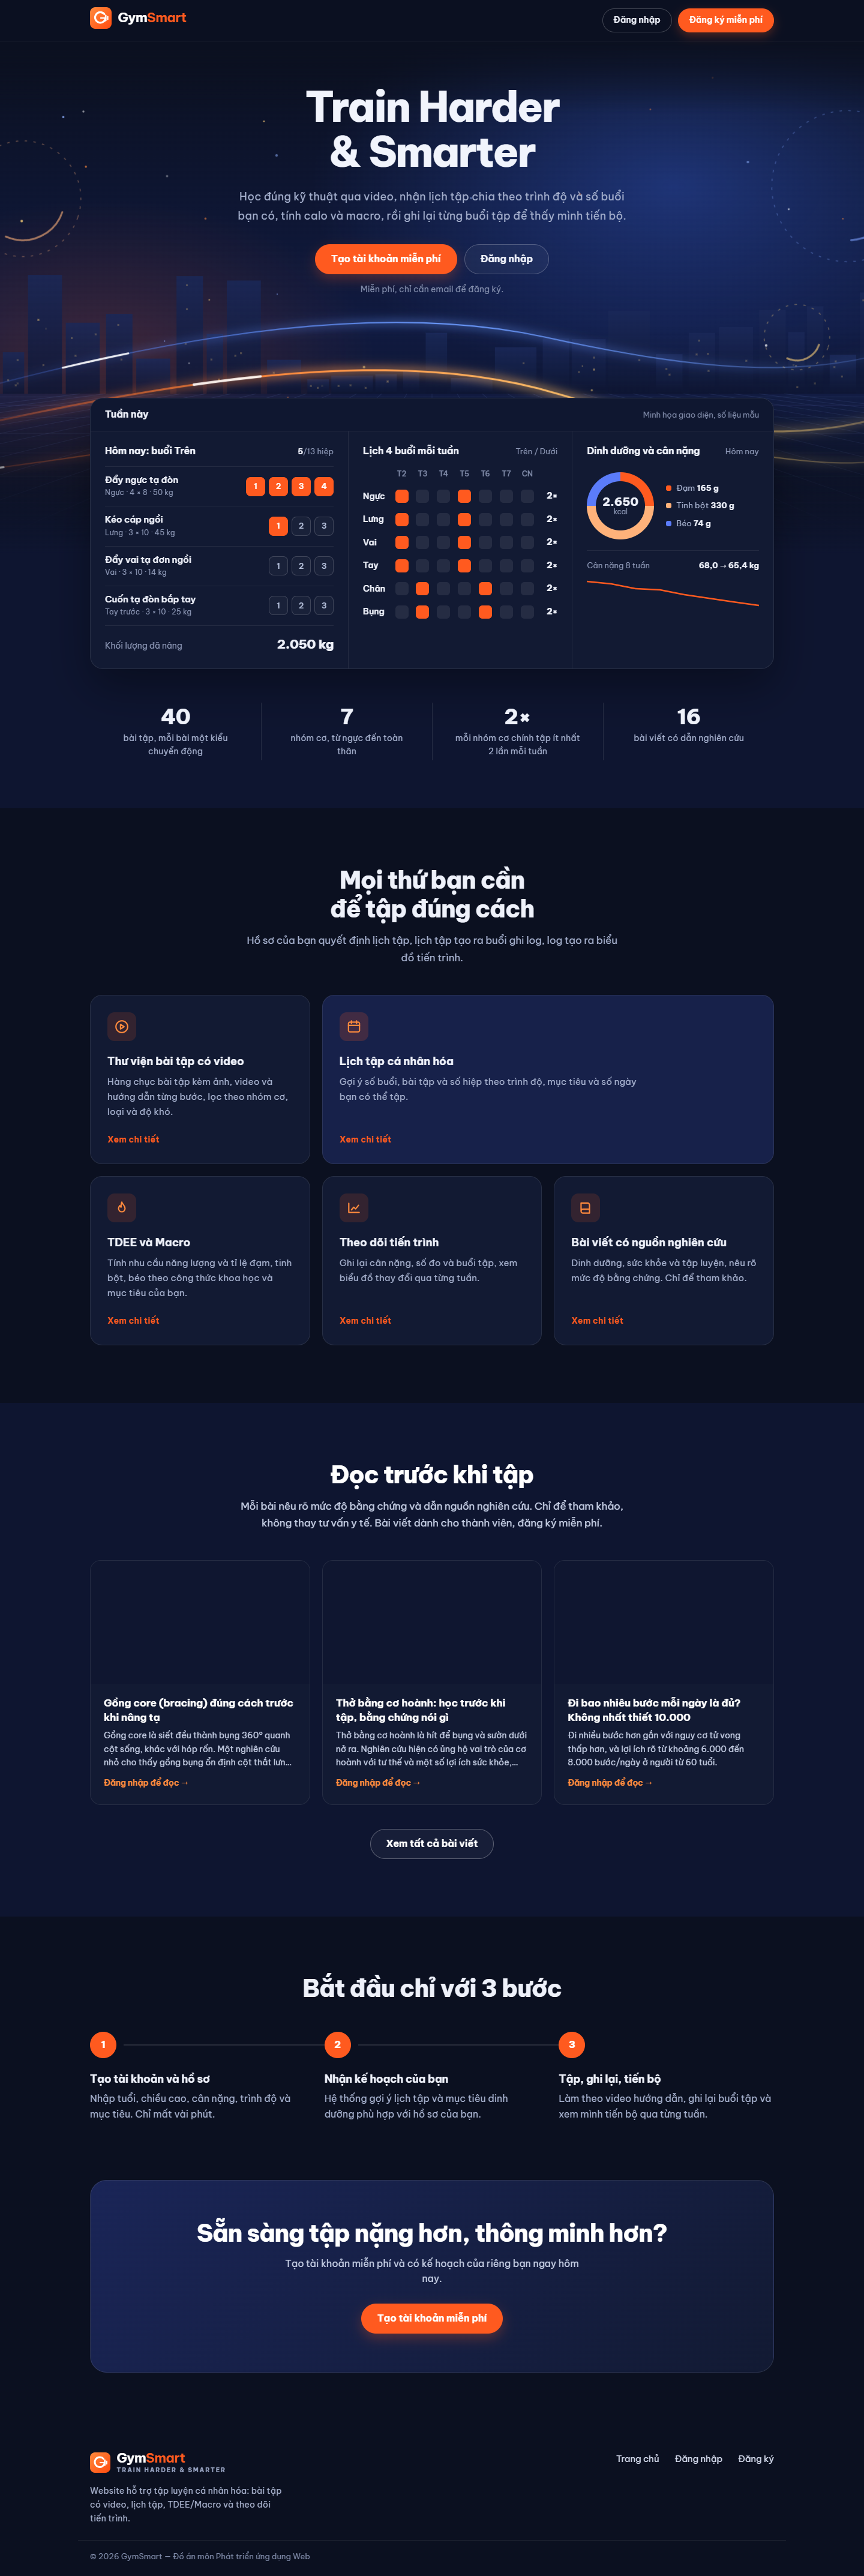 GymSmart
Đăng nhập
Đăng ký miễn phí
Train Harder
& Smarter
Học đúng kỹ thuật qua video, nhận lịch tập chia theo trình độ và số buổi
bạn có, tính calo và macro, rồi ghi lại từng buổi tập để thấy mình tiến bộ.
Tạo tài khoản miễn phí
Đăng nhập
Miễn phí, chỉ cần email để đăng ký.
Tuần này
Minh họa giao diện, số liệu mẫu
Hôm nay: buổi Trên
5/13 hiệp
Đẩy ngực tạ đòn
Ngực · 4 × 8 · 50 kg
1 2 3 4
Kéo cáp ngồi
Lưng · 3 × 10 · 45 kg
1 2 3
Đẩy vai tạ đơn ngồi
Vai · 3 × 10 · 14 kg
1 2 3
Cuốn tạ đòn bắp tay
Tay trước · 3 × 10 · 25 kg
1 2 3
Khối lượng đã nâng
2.050 kg
Lịch 4 buổi mỗi tuần
Trên / Dưới
T2 T3 T4 T5 T6 T7 CN
Ngực 2×
Lưng 2×
Vai 2×
Tay 2×
Chân 2×
Bụng 2×
Dinh dưỡng và cân nặng
Hôm nay
2.650
kcal
Đạm 165 g
Tinh bột 330 g
Béo 74 g
Cân nặng 8 tuần
68,0 → 65,4 kg
40
bài tập, mỗi bài một kiểu
chuyển động
7
nhóm cơ, từ ngực đến toàn
thân
2×
mỗi nhóm cơ chính tập ít nhất
2 lần mỗi tuần
16
bài viết có dẫn nghiên cứu
Mọi thứ bạn cần
để tập đúng cách
Hồ sơ của bạn quyết định lịch tập, lịch tập tạo ra buổi ghi log, log tạo ra biểu
đồ tiến trình.
Thư viện bài tập có video
Hàng chục bài tập kèm ảnh, video và
hướng dẫn từng bước, lọc theo nhóm cơ,
loại và độ khó.
Xem chi tiết
Lịch tập cá nhân hóa
Gợi ý số buổi, bài tập và số hiệp theo trình độ, mục tiêu và số ngày
bạn có thể tập.
Xem chi tiết
TDEE và Macro
Tính nhu cầu năng lượng và tỉ lệ đạm, tinh
bột, béo theo công thức khoa học và
mục tiêu của bạn.
Xem chi tiết
Theo dõi tiến trình
Ghi lại cân nặng, số đo và buổi tập, xem
biểu đồ thay đổi qua từng tuần.
Xem chi tiết
Bài viết có nguồn nghiên cứu
Dinh dưỡng, sức khỏe và tập luyện, nêu rõ
mức độ bằng chứng. Chỉ để tham khảo.
Xem chi tiết
Đọc trước khi tập
Mỗi bài nêu rõ mức độ bằng chứng và dẫn nguồn nghiên cứu. Chỉ để tham khảo,
không thay tư vấn y tế. Bài viết dành cho thành viên, đăng ký miễn phí.
Gồng core (bracing) đúng cách trước
khi nâng tạ
Gồng core là siết đều thành bụng 360° quanh
cột sống, khác với hóp rốn. Một nghiên cứu
nhỏ cho thấy gồng bụng ổn định cột thắt lưn...
Đăng nhập để đọc →
Thở bằng cơ hoành: học trước khi
tập, bằng chứng nói gì
Thở bằng cơ hoành là hít để bụng và sườn dưới
nở ra. Nghiên cứu hiện có ủng hộ vai trò của cơ
hoành với tư thế và một số lợi ích sức khỏe,...
Đăng nhập để đọc →
Đi bao nhiêu bước mỗi ngày là đủ?
Không nhất thiết 10.000
Đi nhiều bước hơn gắn với nguy cơ tử vong
thấp hơn, và lợi ích rõ từ khoảng 6.000 đến
8.000 bước/ngày ở người từ 60 tuổi.
Đăng nhập để đọc →
Xem tất cả bài viết
Bắt đầu chỉ với 3 bước
1
Tạo tài khoản và hồ sơ
Nhập tuổi, chiều cao, cân nặng, trình độ và
mục tiêu. Chỉ mất vài phút.
2
Nhận kế hoạch của bạn
Hệ thống gợi ý lịch tập và mục tiêu dinh
dưỡng phù hợp với hồ sơ của bạn.
3
Tập, ghi lại, tiến bộ
Làm theo video hướng dẫn, ghi lại buổi tập và
xem mình tiến bộ qua từng tuần.
Sẵn sàng tập nặng hơn, thông minh hơn?
Tạo tài khoản miễn phí và có kế hoạch của riêng bạn ngay hôm
nay.
Tạo tài khoản miễn phí
GymSmart
TRAIN HARDER & SMARTER
Website hỗ trợ tập luyện cá nhân hóa: bài tập
có video, lịch tập, TDEE/Macro và theo dõi
tiến trình.
Trang chủ
Đăng nhập
Đăng ký
© 2026 GymSmart — Đồ án môn Phát triển ứng dụng Web